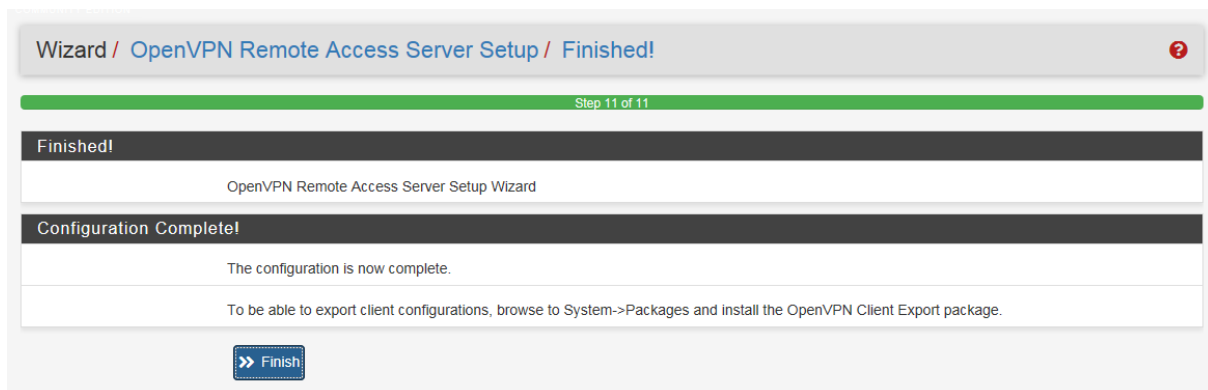 Wizard / OpenVPN Remote Access Server Setup / Finished!
Step 11 of 11
Finished!
OpenVPN Remote Access Server Setup Wizard
Configuration Complete!
The configuration is now complete.
To be able to export client configurations, browse to System->Packages and install the OpenVPN Client Export package.
Finish